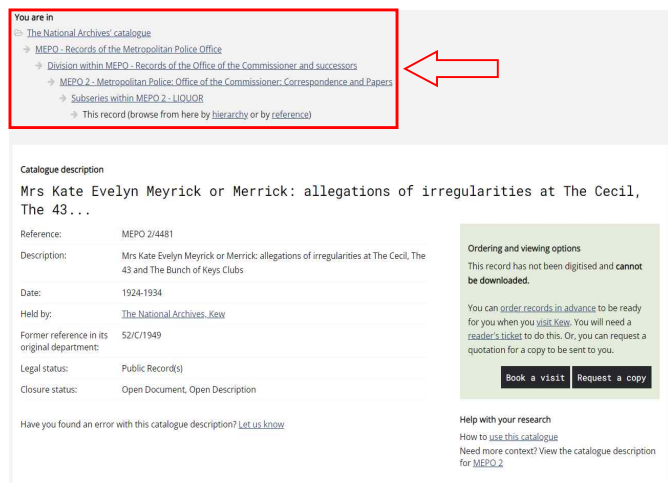 You are in
The National Archives' catalogue
MEPO - Records of the Metropolitan Police Office
Division within MEPO - Records of the Office of the Commissioner and successors
MEPO 2 - Metropolitan Police: Office of the Commissioner: Correspondence and Papers
Subseries within MEPO 2 - LIQUOR
This record (browse from here by hierarchy or by reference)
Catalogue description
Mrs Kate Evelyn Meyrick or Merrick: allegations of irregularities at The Cecil,
The 43...
Reference: MEPO 2/4481
Description: Mrs Kate Evelyn Meyrick or Merrick: allegations of irregularities at The Cecil, The
43 and The Bunch of Keys Clubs
Date: 1924-1934
Held by: The National Archives, Kew
Former reference in its 52/C/1949
original department:
Legal status: Public Record(s)
Closure status: Open Document, Open Description
Have you found an error with this catalogue description? Let us know
Ordering and viewing options
This record has not been digitised and cannot
be downloaded.
You can order records in advance to be ready
for you when you visit Kew. You will need a
reader's ticket to do this. Or, you can request a
quotation for a copy to be sent to you.
Book a visit Request a copy
Help with your research
How to use this catalogue
Need more context? View the catalogue description
for MEPO 2